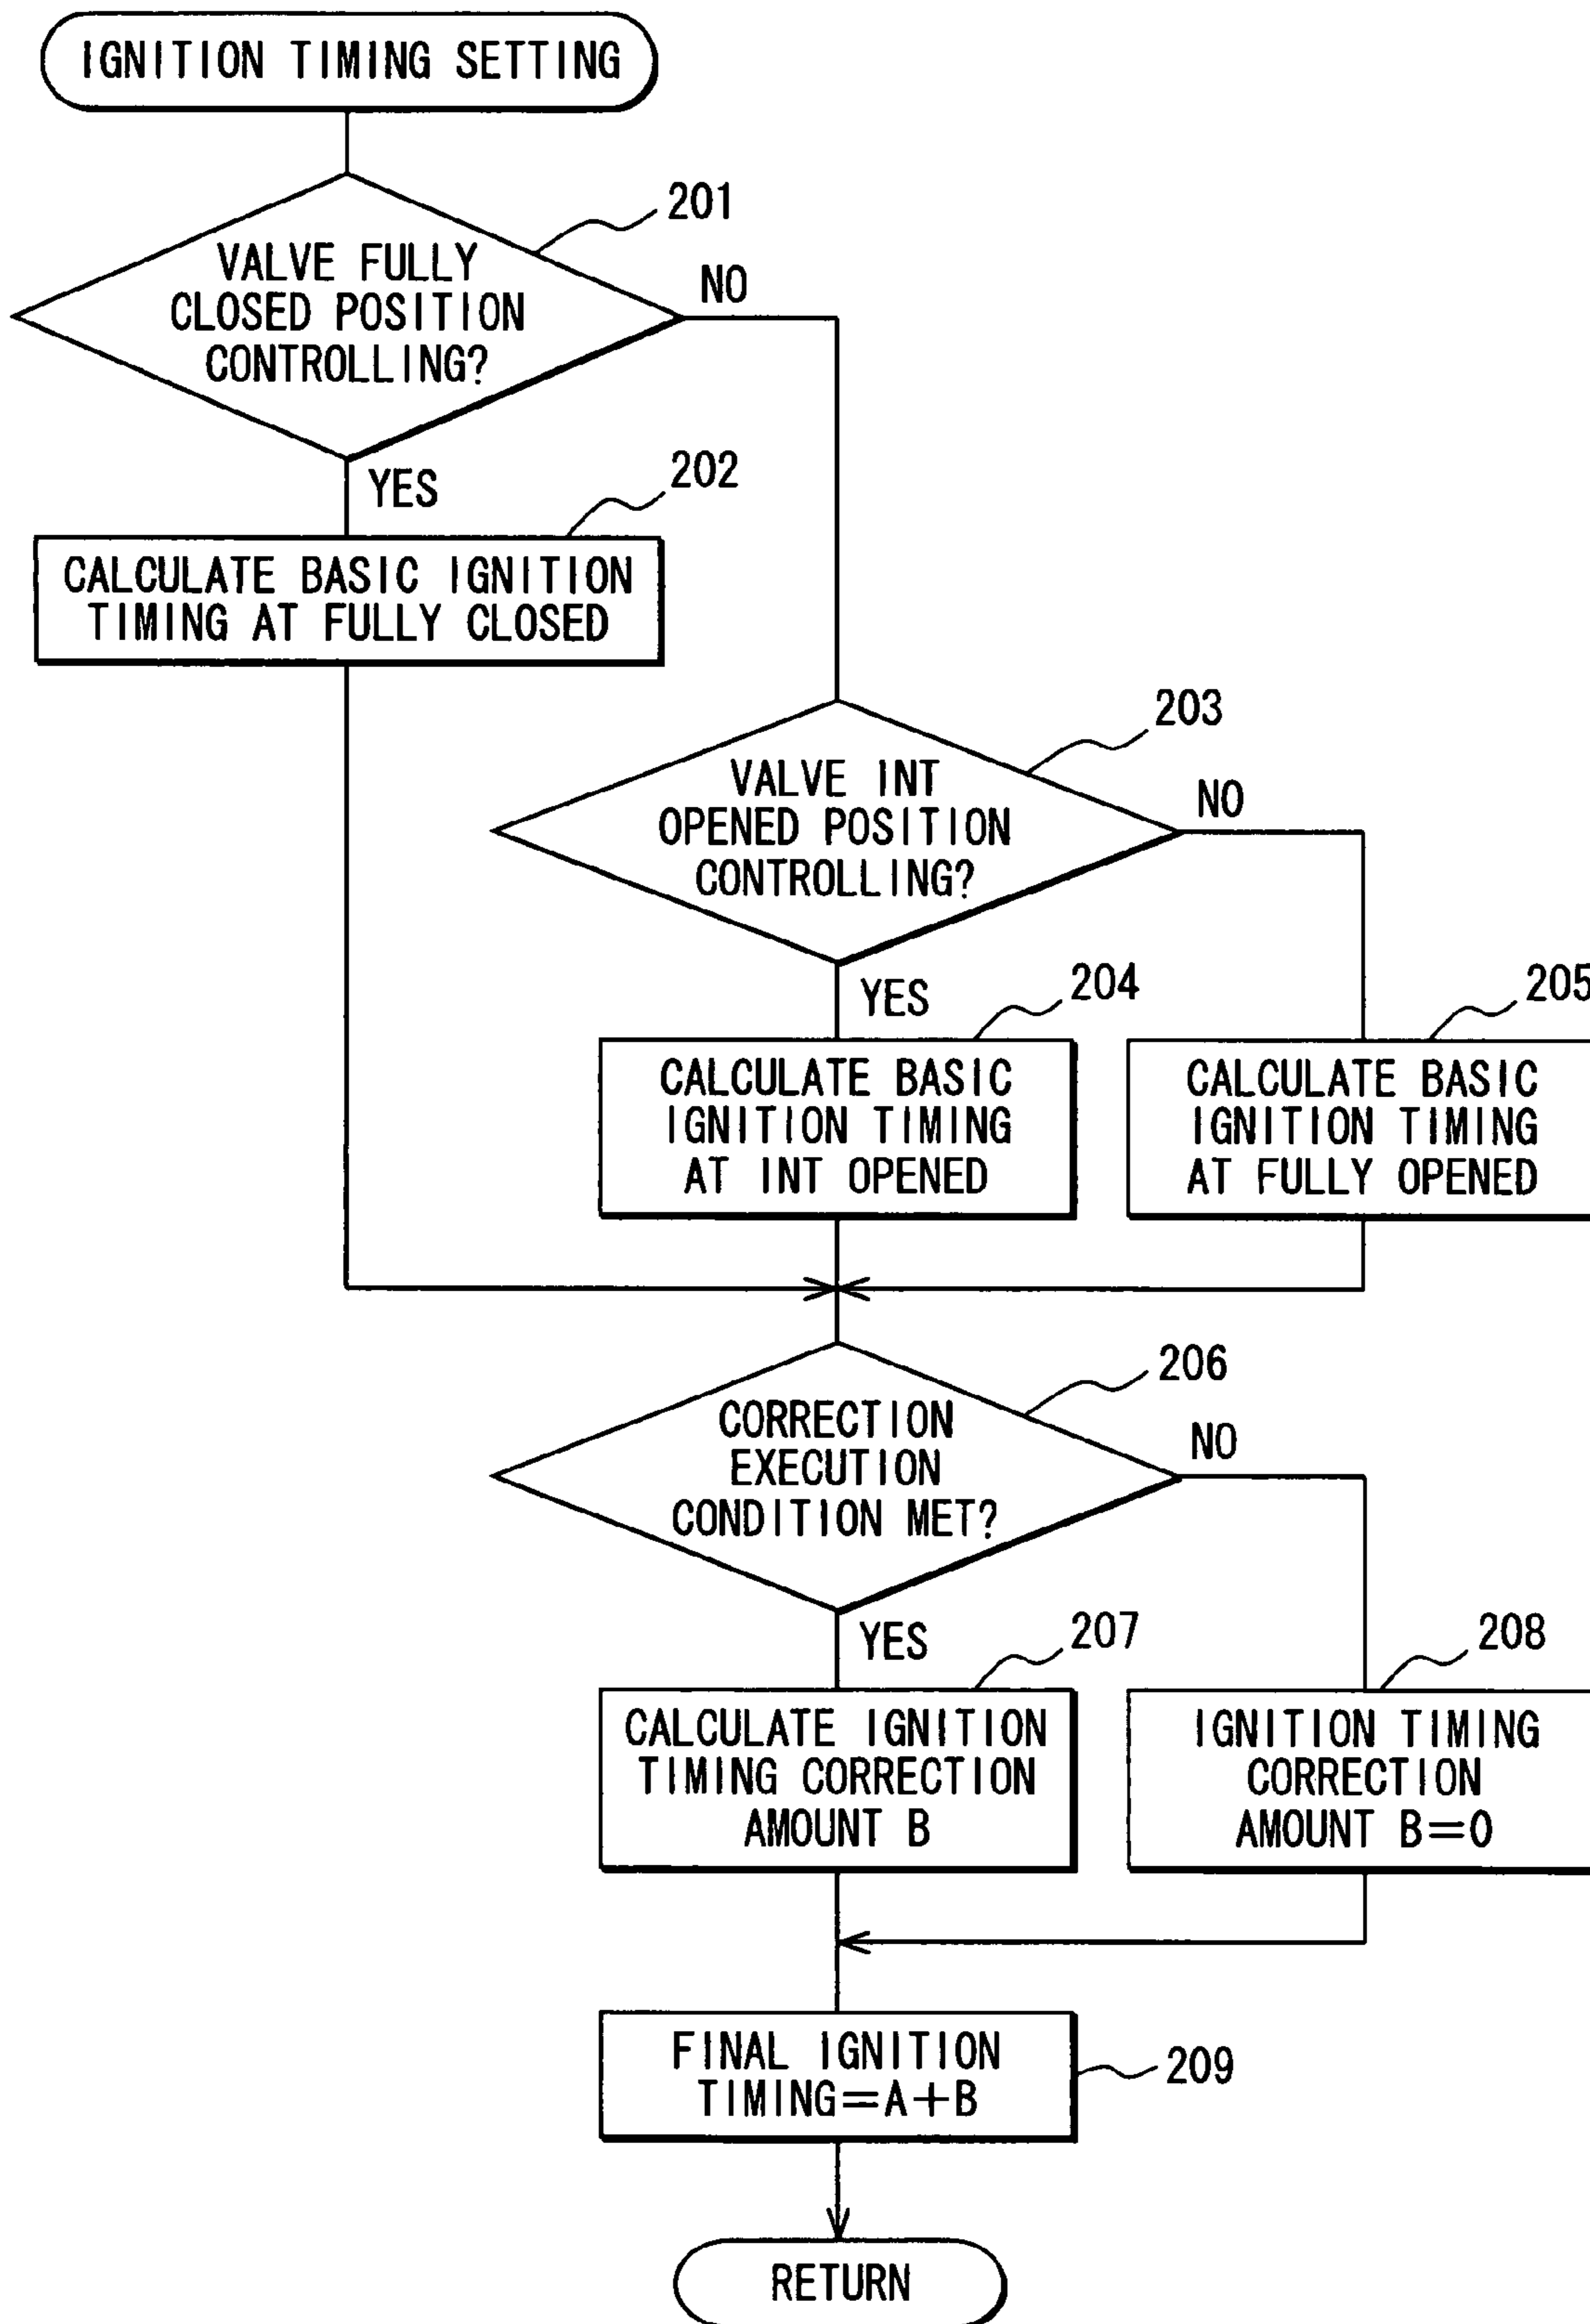 IGNITION TIMING SETTING
201
VALVE FULLY
CLOSED POSITION
CONTROLLING?
NO
YES
202
CALCULATE BASIC IGNITION
TIMING AT FULLY CLOSED
203
VALVE INT
OPENED POSITION
CONTROLLING?
NO
YES
204
205
CALCULATE BASIC
IGNITION TIMING
AT INT OPENED
CALCULATE BASIC
IGNITION TIMING
AT FULLY OPENED
206
CORRECTION
EXECUTION
CONDITION MET?
NO
YES
207
208
CALCULATE IGNITION
TIMING CORRECTION
AMOUNT B
IGNITION TIMING
CORRECTION
AMOUNT B=0
FINAL IGNITION
TIMING=A+B
209
RETURN